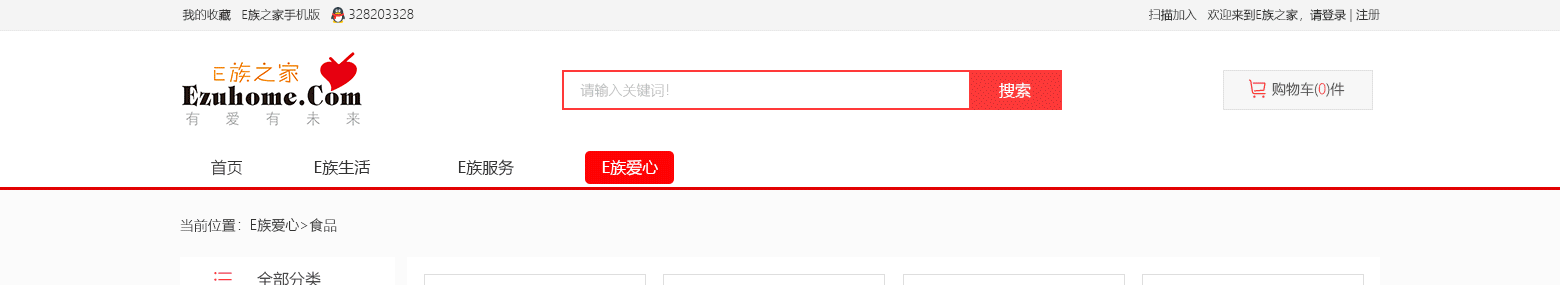 我的收藏 E族之家手机版 328203328 扫描加入 欢迎来到E族之家，请登录 | 注册
E族之家
Ezuhome.Com
有爱有未来
请输入关键词!
搜索
购物车(0)件
首页 E族生活 E族服务 E族爱心
当前位置：E族爱心>食品
全部分类